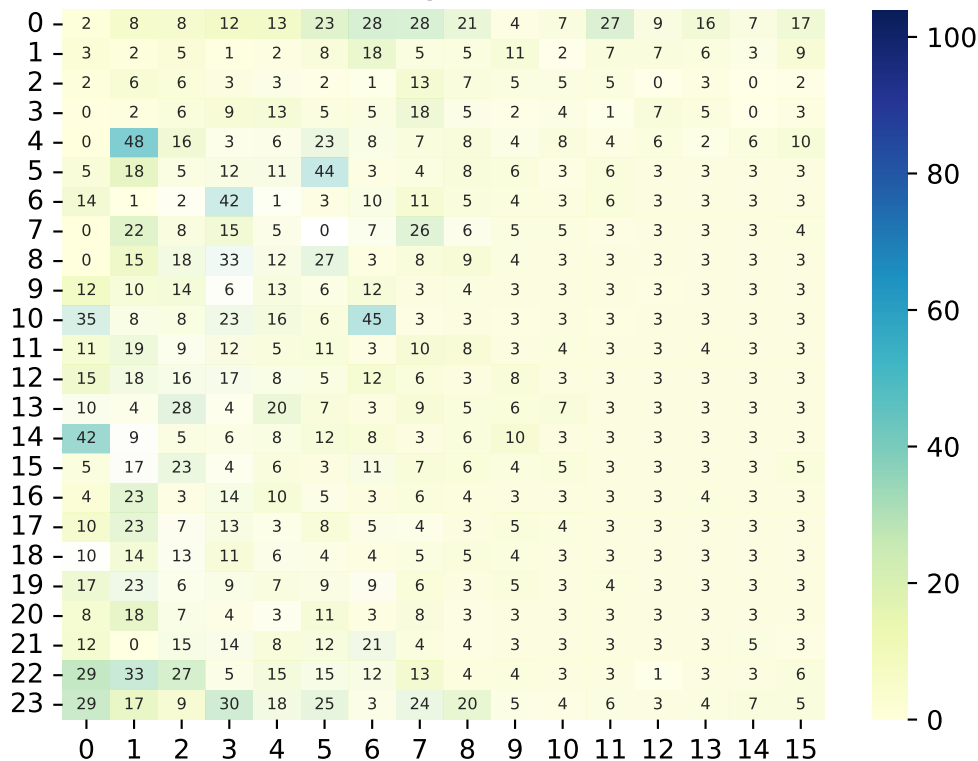 0 2 8 8 12 13 23 28 28 21 4 7 27 9 16 7 17
1 3 2 5 1 2 8 18 5 5 11 2 7 7 6 3 9
2 2 6 6 3 3 2 1 13 7 5 5 5 0 3 0 2
3 0 2 6 9 13 5 5 18 5 2 4 1 7 5 0 3
4 0 48 16 3 6 23 8 7 8 4 8 4 6 2 6 10
5 5 18 5 12 11 44 3 4 8 6 3 6 3 3 3 3
6 14 1 2 42 1 3 10 11 5 4 3 6 3 3 3 3
7 0 22 8 15 5 0 7 26 6 5 5 3 3 3 3 4
8 0 15 18 33 12 27 3 8 9 4 3 3 3 3 3 3
9 12 10 14 6 13 6 12 3 4 3 3 3 3 3 3 3
10 35 8 8 23 16 6 45 3 3 3 3 3 3 3 3 3
11 11 19 9 12 5 11 3 10 8 3 4 3 3 4 3 3
12 15 18 16 17 8 5 12 6 3 8 3 3 3 3 3 3
13 10 4 28 4 20 7 3 9 5 6 7 3 3 3 3 3
14 42 9 5 6 8 12 8 3 6 10 3 3 3 3 3 3
15 5 17 23 4 6 3 11 7 6 4 5 3 3 3 3 5
16 4 23 3 14 10 5 3 6 4 3 3 3 3 4 3 3
17 10 23 7 13 3 8 5 4 3 5 4 3 3 3 3 3
18 10 14 13 11 6 4 4 5 5 4 3 3 3 3 3 3
19 17 23 6 9 7 9 9 6 3 5 3 4 3 3 3 3
20 8 18 7 4 3 11 3 8 3 3 3 3 3 3 3 3
21 12 0 15 14 8 12 21 4 4 3 3 3 3 3 5 3
22 29 33 27 5 15 15 12 13 4 4 3 3 1 3 3 6
23 29 17 9 30 18 25 3 24 20 5 4 6 3 4 7 5
0 1 2 3 4 5 6 7 8 9 10 11 12 13 14 15
100
80
60
40
20
0